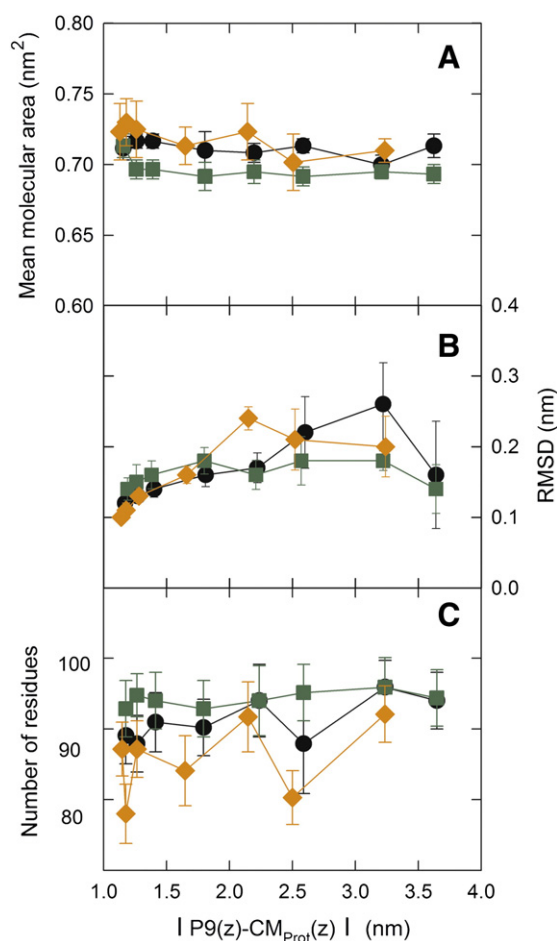 0.80
A
0.75
0.70
0.65
0.60
Mean molecular area (nm²)
0.4
B
0.3
0.2
0.1
0.0
RMSD (nm)
C
100
90
80
Number of residues
1.0 1.5 2.0 2.5 3.0 3.5 4.0
| P9(z)-CM_Prot(z) | (nm)